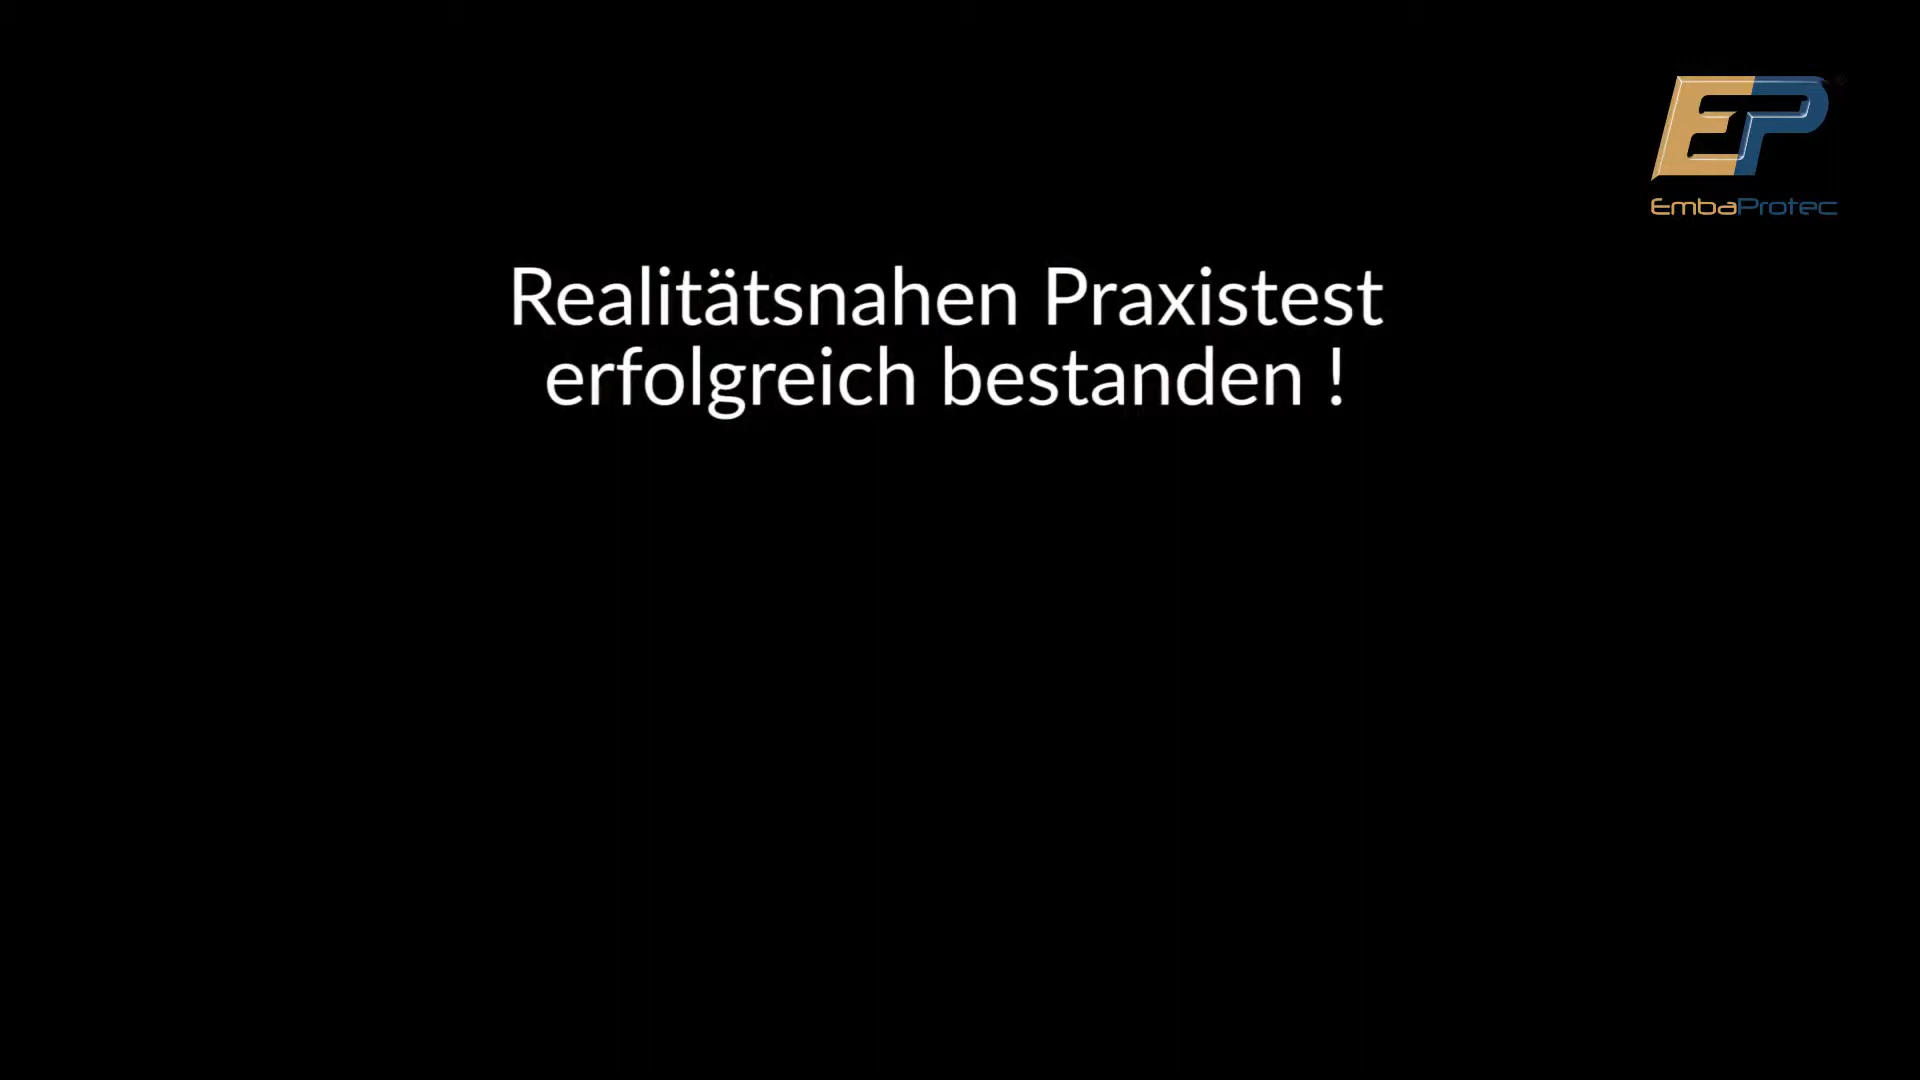 EP
EmbaProtec
Realitätsnahen Praxistest
erfolgreich bestanden !